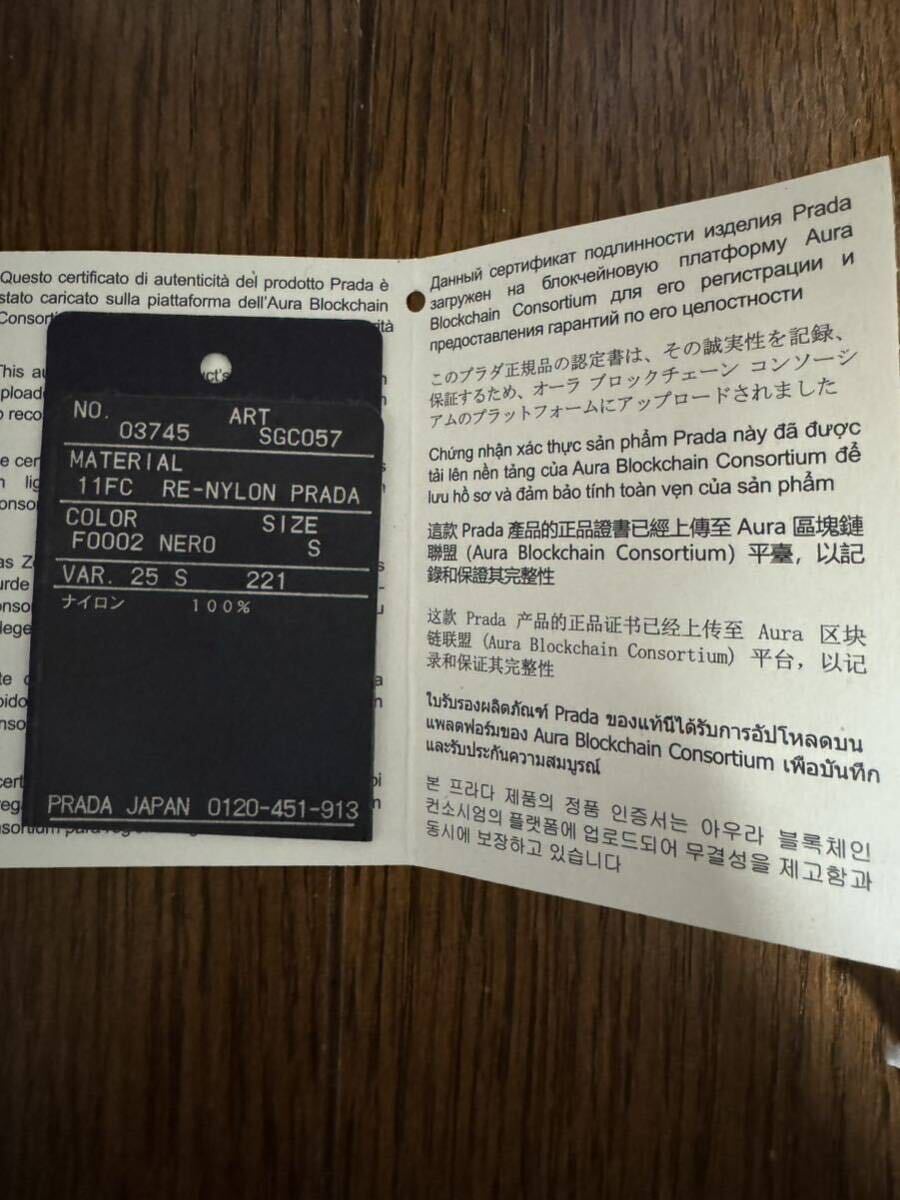 Questo certificato di autenticità del prodotto Prada è
stato caricato sulla piattaforma dell'Aura Blockchain
This
uct's
NO. ART
03745 SGC057
MATERIAL
11FC RE-NYLON PRADA
COLOR SIZE
F0002 NERO S
VAR. 25 S 221
ナイロン 100%
PRADA JAPAN 0120-451-913
Данный сертификат подлинности изделия Prada
загружен на блокчейновую платформу Aura
Blockchain Consortium для его регистрации и
предоставления гарантий по его целостности
このプラダ正規品の認定書は、その誠実性を記録、
保証するため、オーラ ブロックチェーン コンソーシ
アムのプラットフォームにアップロードされました
Chứng nhận xác thực sản phẩm Prada này đã được
tải lên nền tảng của Aura Blockchain Consortium để
lưu hồ sơ và đảm bảo tính toàn vẹn của sản phẩm
這款 Prada 產品的正品證書已經上傳至 Aura 區塊鏈
聯盟 (Aura Blockchain Consortium) 平臺，以記
錄和保證其完整性
这款 Prada 产品的正品证书已经上传至 Aura 区块
链联盟 (Aura Blockchain Consortium) 平台，以记
录和保证其完整性
ใบรับรองผลิตภัณฑ์ Prada ของแท้นี้ได้รับการอัปโหลดบน
แพลตฟอร์มของ Aura Blockchain Consortium เพื่อบันทึก
และรับประกันความสมบูรณ์
본 프라다 제품의 정품 인증서는 아우라 블록체인
컨소시엄의 플랫폼에 업로드되어 무결성을 제고함과
동시에 보장하고 있습니다